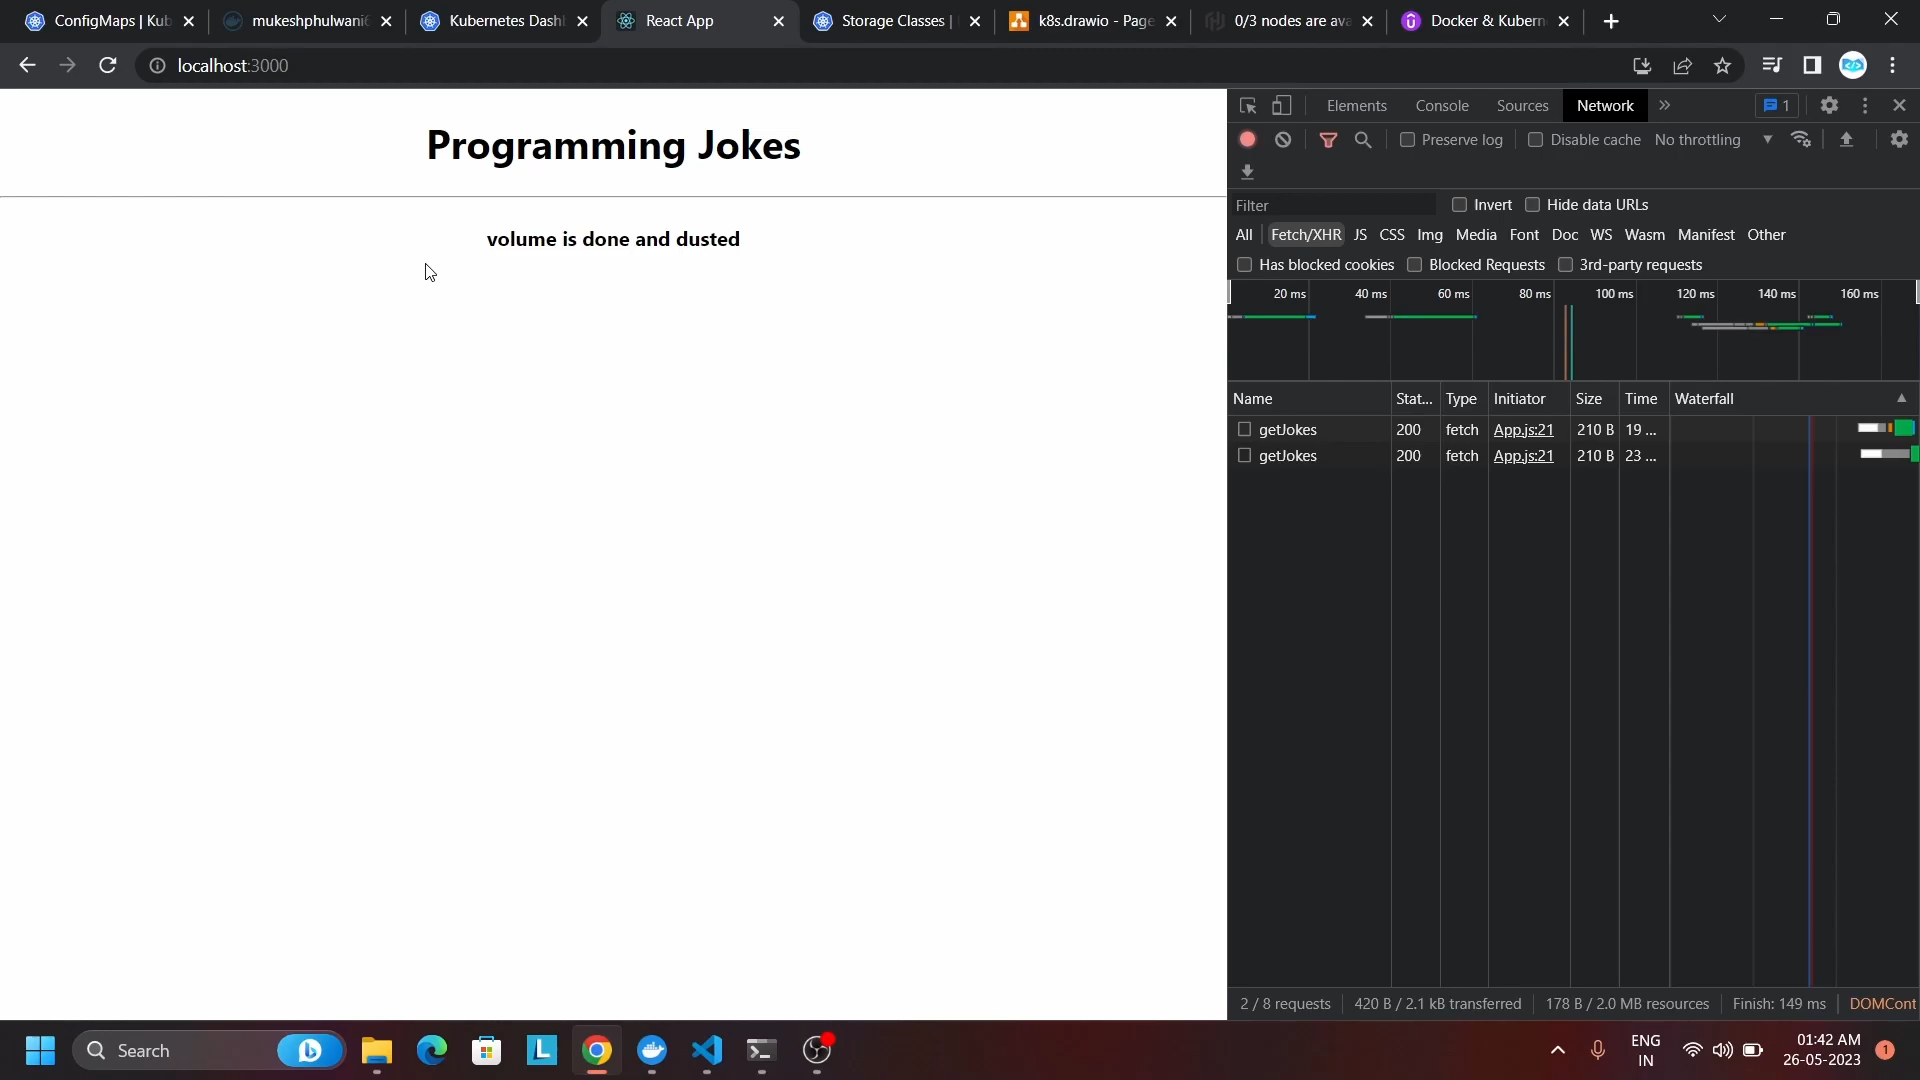 ConfigMaps | Kub
mukeshphulwani6
Kubernetes Dashb
React App
Storage Classes |
k8s.drawio - Page
0/3 nodes are ava
Docker & Kubern
localhost:3000
Programming Jokes
volume is done and dusted
Elements Console Sources Network » 1
Preserve log Disable cache No throttling
Filter Invert Hide data URLs
All Fetch/XHR JS CSS Img Media Font Doc WS Wasm Manifest Other
Has blocked cookies Blocked Requests 3rd-party requests
20 ms 40 ms 60 ms 80 ms 100 ms 120 ms 140 ms 160 ms
Name Stat... Type Initiator Size Time Waterfall
getJokes 200 fetch App.js:21 210 B 19 ...
getJokes 200 fetch App.js:21 210 B 23 ...
2 / 8 requests 420 B / 2.1 kB transferred 178 B / 2.0 MB resources Finish: 149 ms DOMCont
Search
L
ENG
IN
01:42 AM
26-05-2023
1